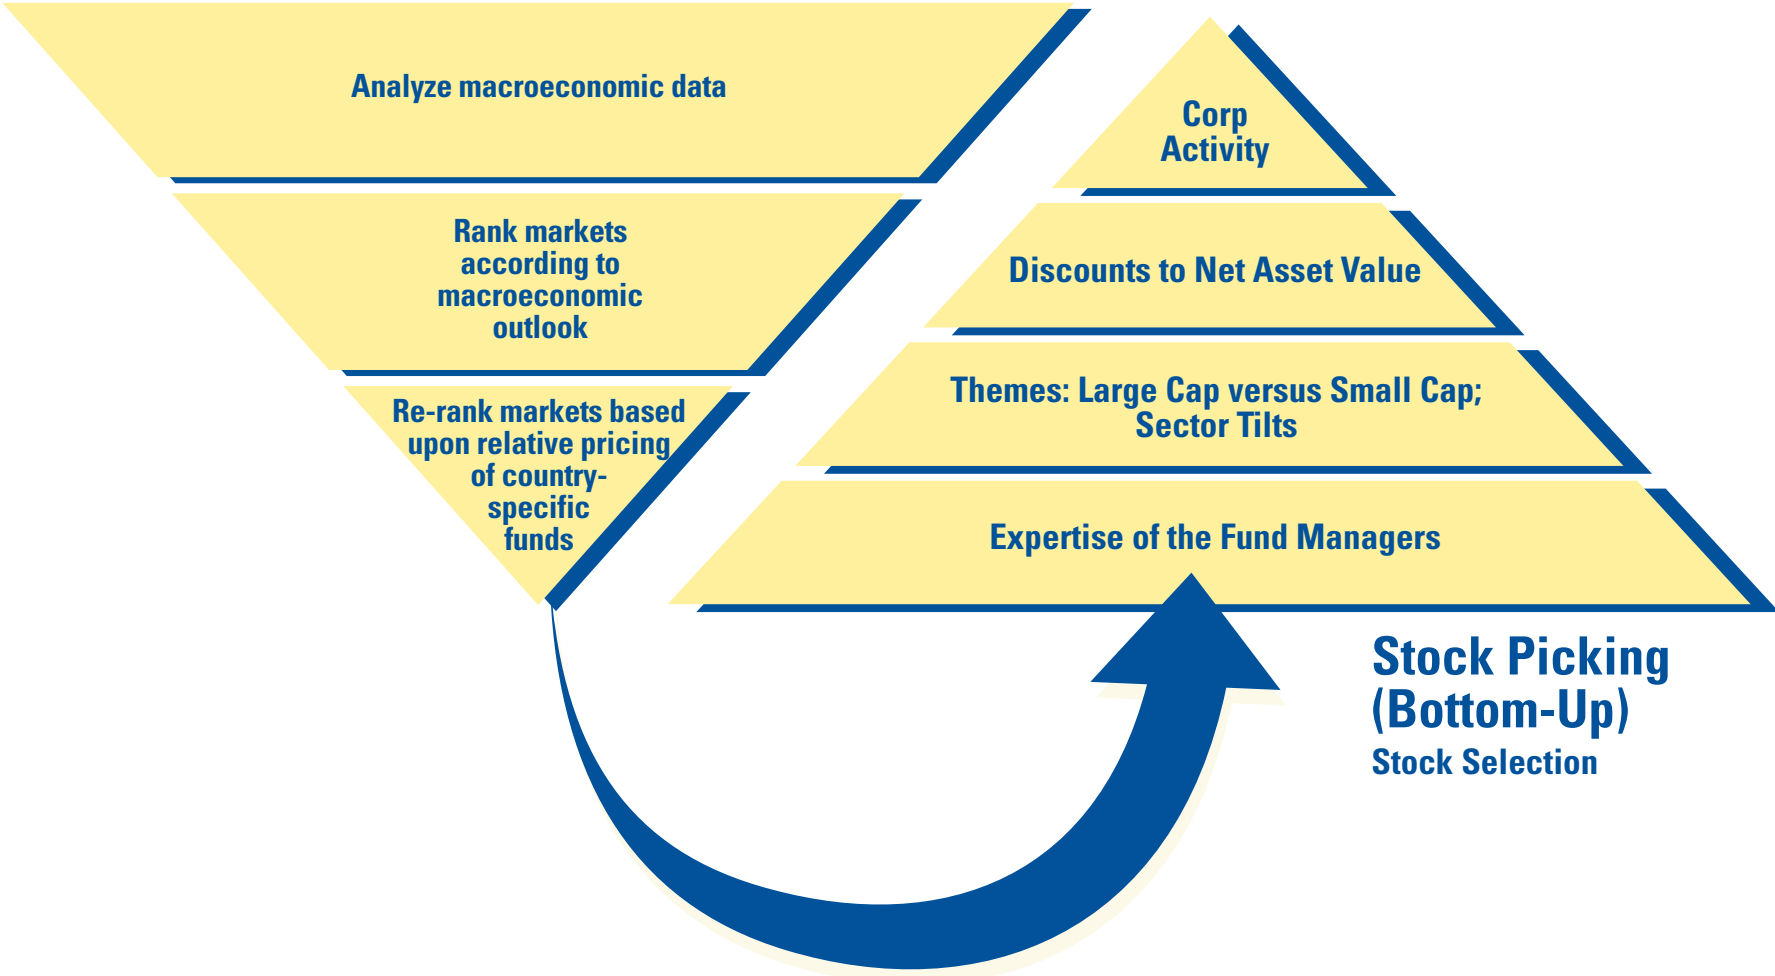 Analyze macroeconomic data
Rank markets
according to
macroeconomic
outlook
Re-rank markets based
upon relative pricing
of country-
specific
funds
Corp
Activity
Discounts to Net Asset Value
Themes: Large Cap versus Small Cap;
Sector Tilts
Expertise of the Fund Managers
Stock Picking
(Bottom-Up)
Stock Selection